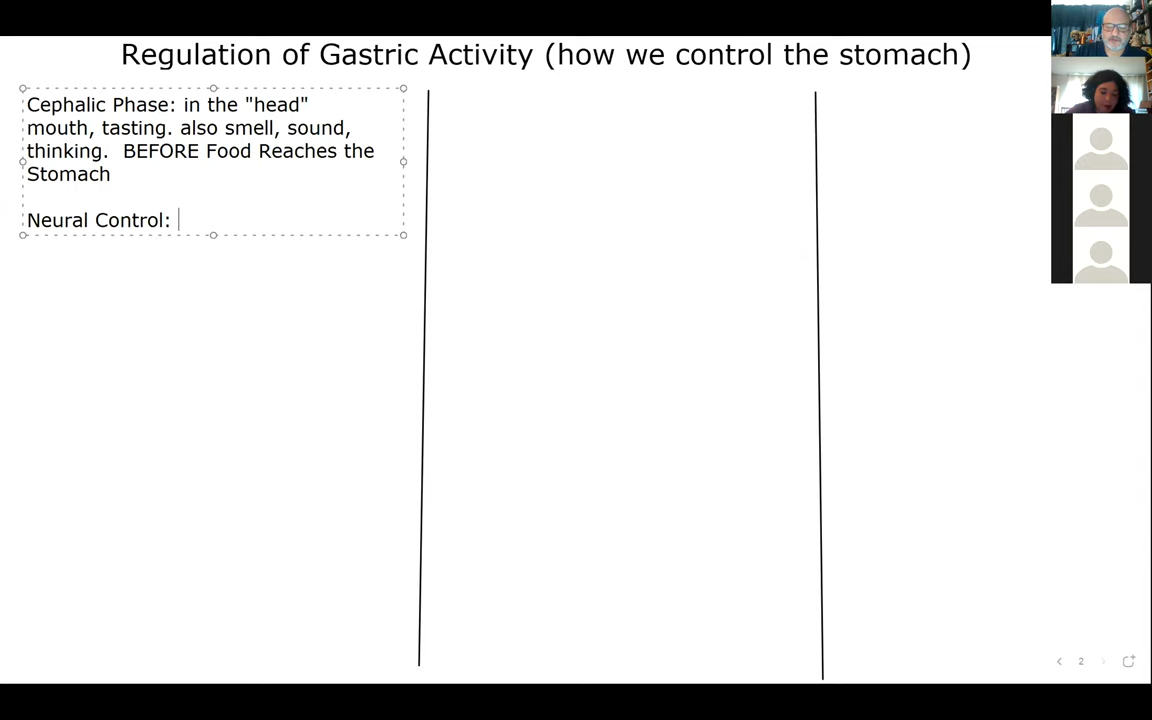 Regulation of Gastric Activity (how we control the stomach)
Cephalic Phase: in the "head"
mouth, tasting. also smell, sound,
thinking.  BEFORE Food Reaches the
Stomach
Neural Control:
2